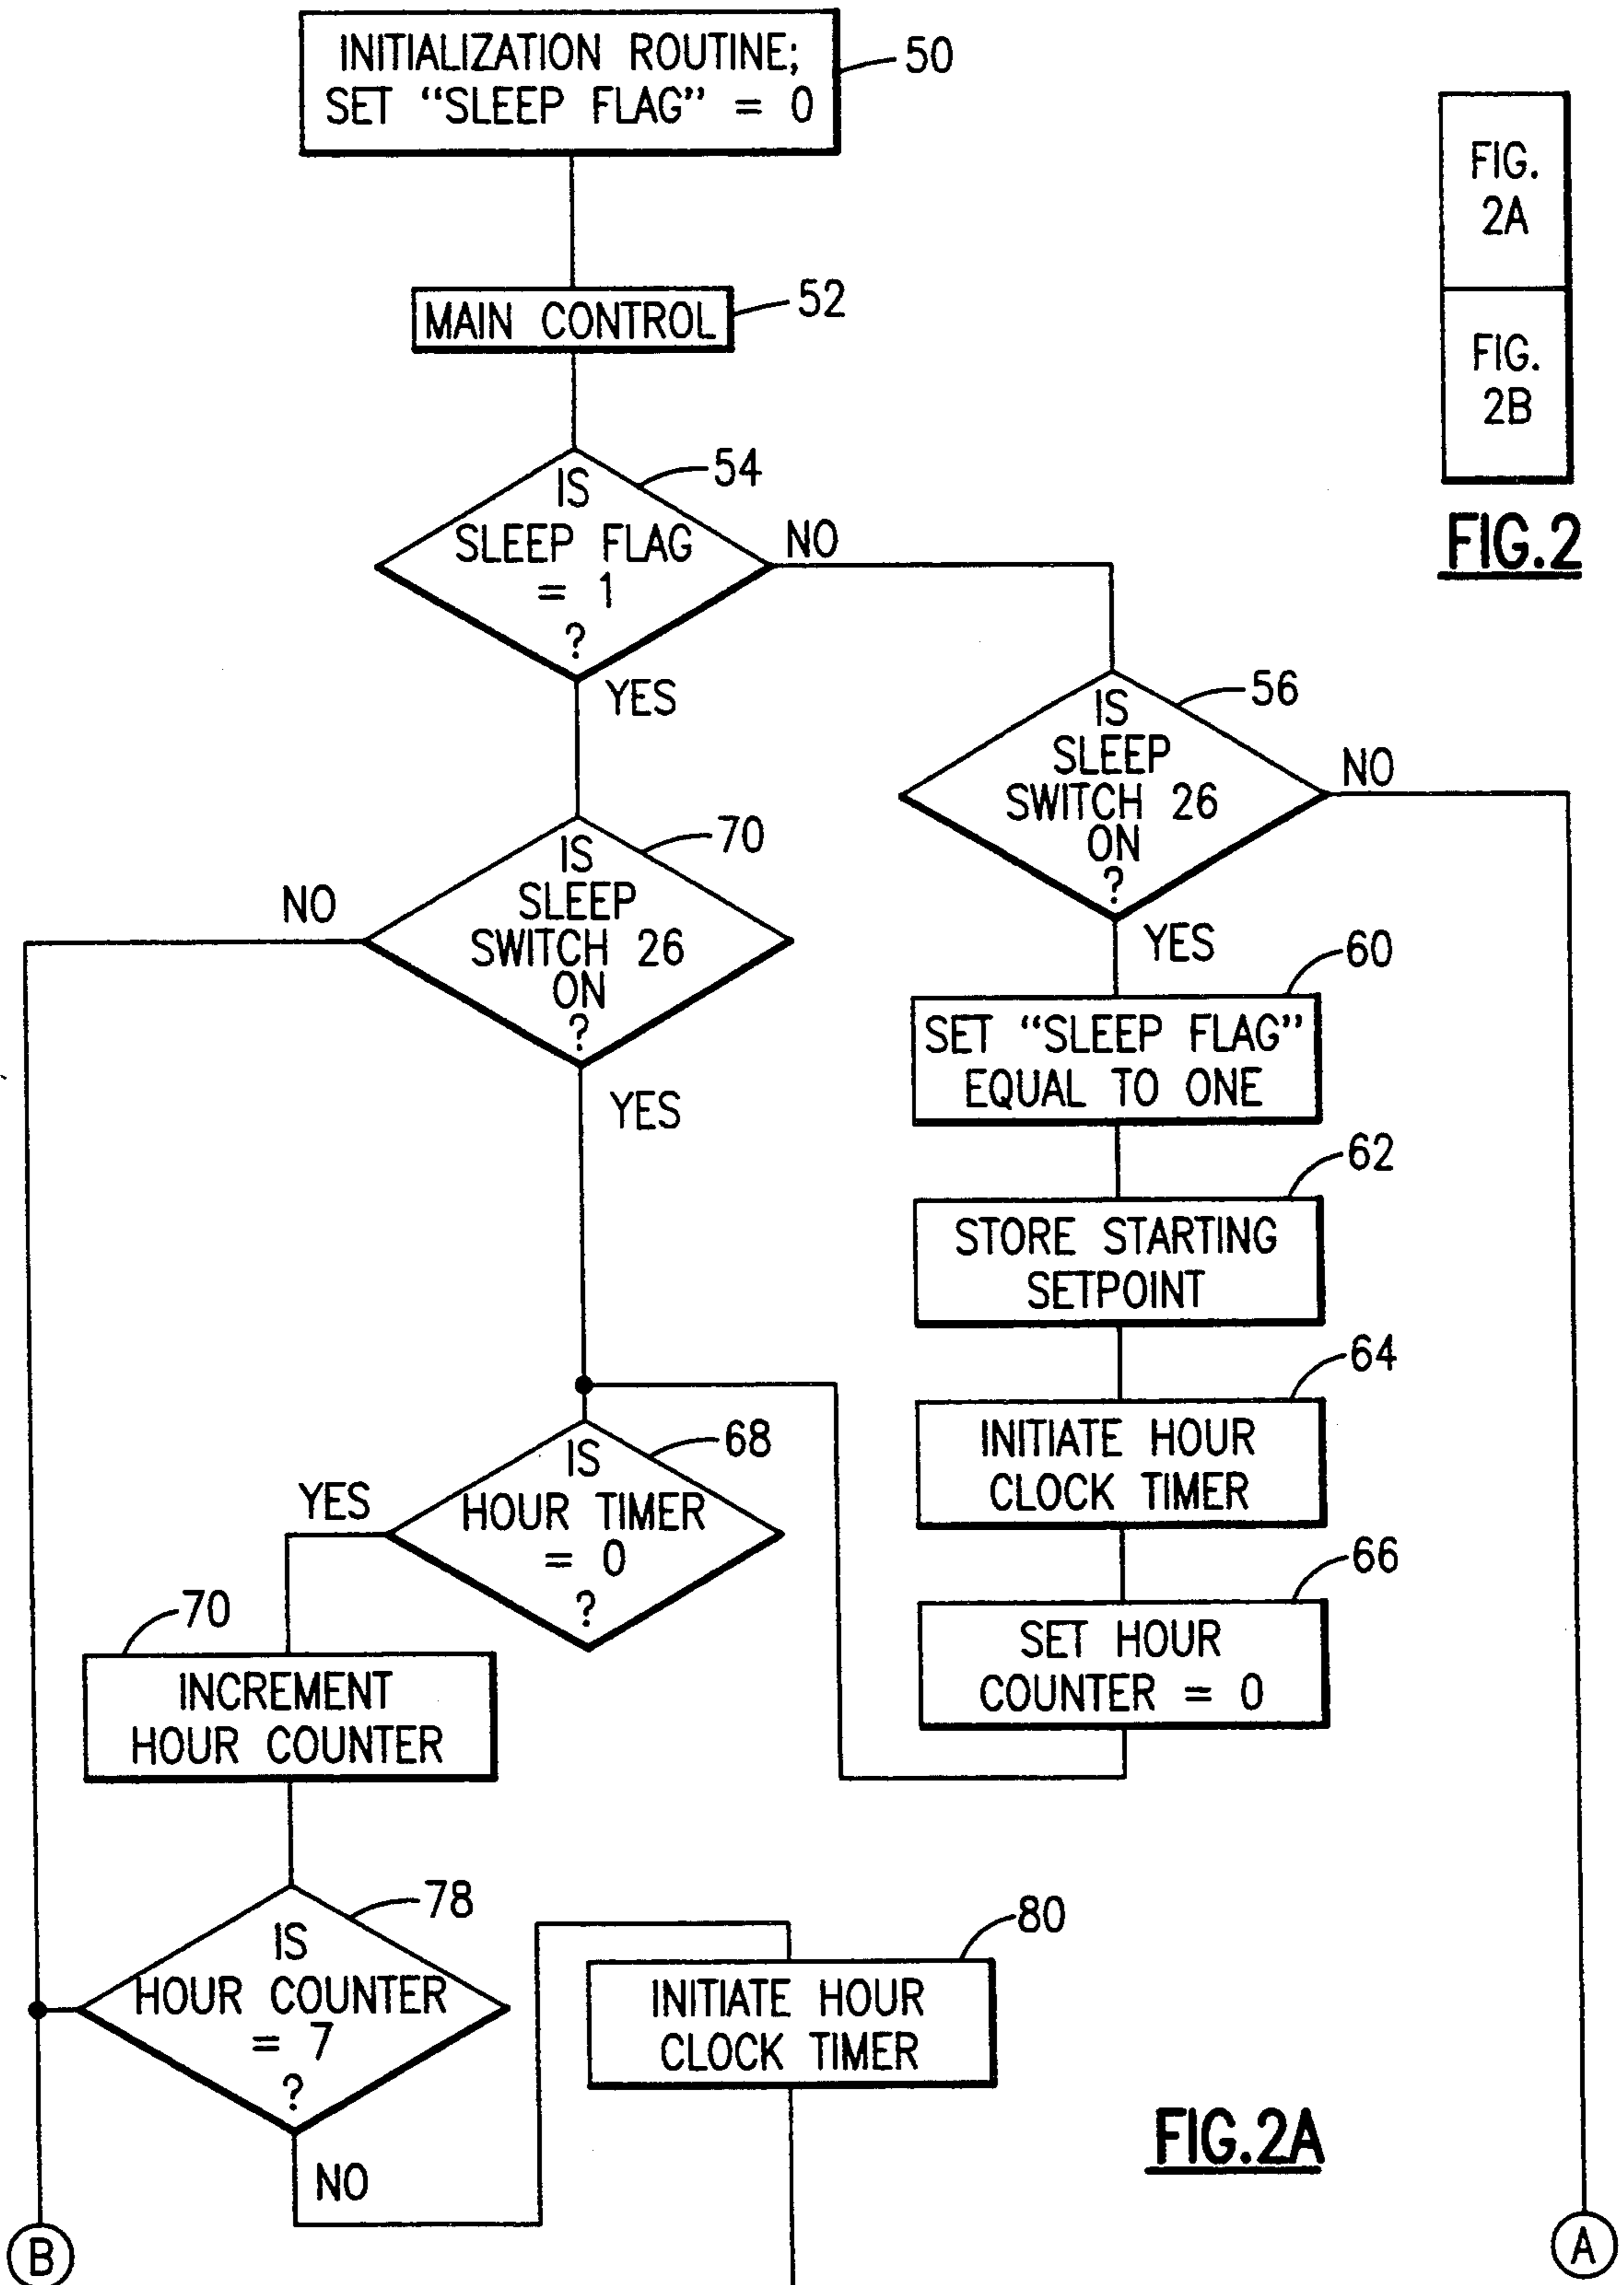 INITIALIZATION ROUTINE;
SET “SLEEP FLAG” = 0
50
FIG.
2A
FIG.
2B
FIG.2
MAIN CONTROL
52
IS
SLEEP FLAG
= 1
?
54
NO
YES
IS
SLEEP
SWITCH 26
ON
?
56
NO
YES
IS
SLEEP
SWITCH 26
ON
?
70
NO
YES
SET “SLEEP FLAG”
EQUAL TO ONE
60
STORE STARTING
SETPOINT
62
INITIATE HOUR
CLOCK TIMER
64
SET HOUR
COUNTER = 0
66
IS
HOUR TIMER
= 0
?
68
YES
70
INCREMENT
HOUR COUNTER
IS
HOUR COUNTER
= 7
?
78
NO
INITIATE HOUR
CLOCK TIMER
80
FIG.2A
B
A